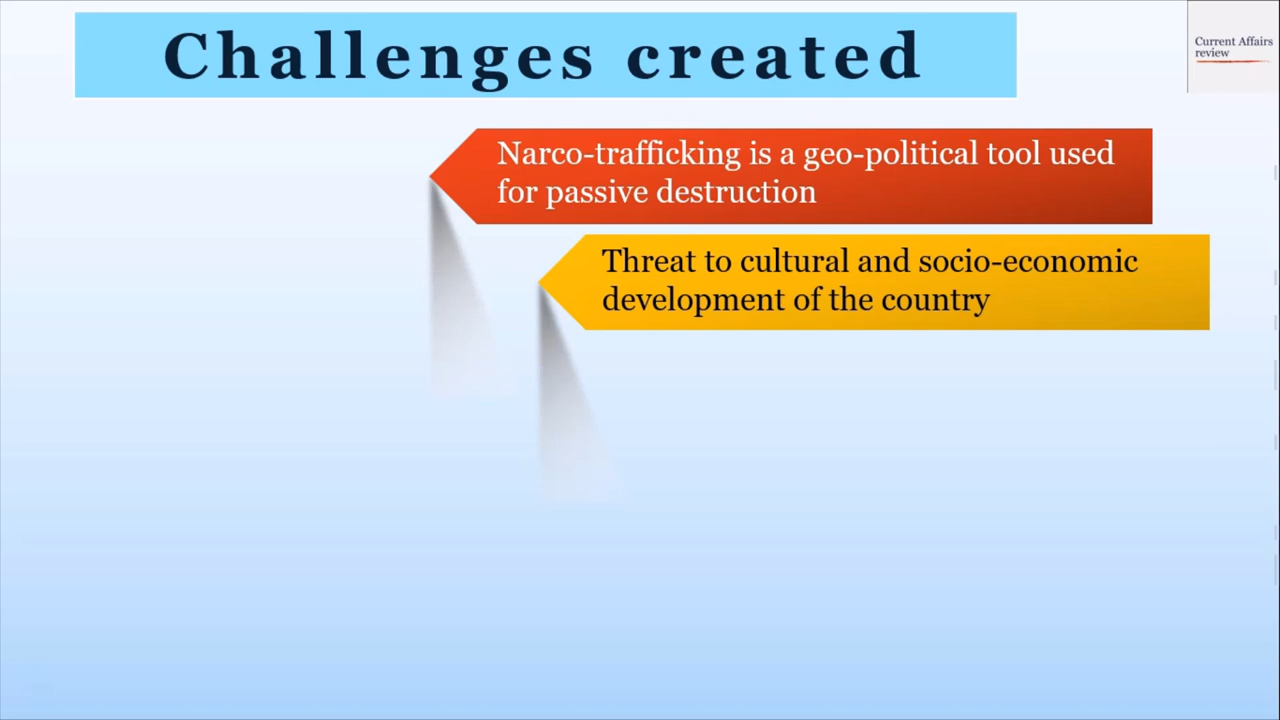 Challenges created
Current Affairs
review
Narco-trafficking is a geo-political tool used
for passive destruction
Threat to cultural and socio-economic
development of the country